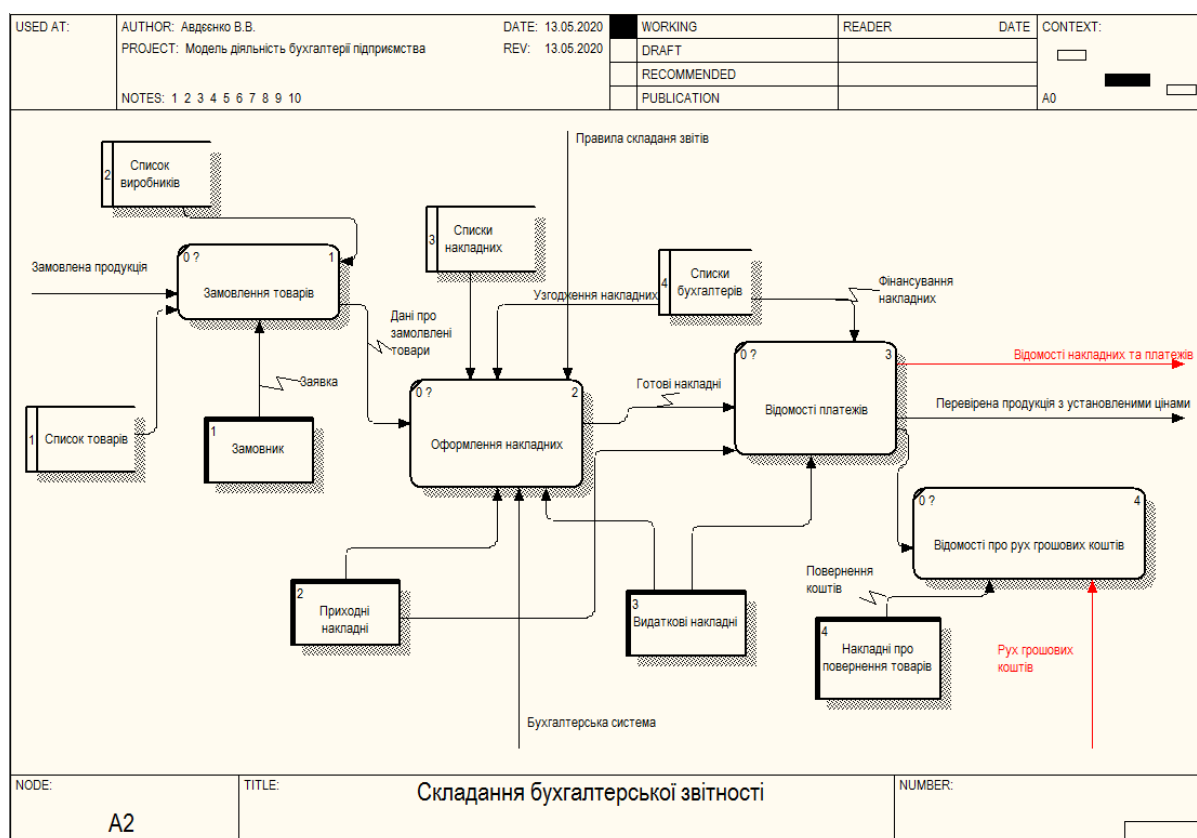 USED AT:
AUTHOR: Авдєєнко В.В.
DATE: 13.05.2020
PROJECT: Модель діяльність бухгалтерії підприємства
REV: 13.05.2020
NOTES: 1 2 3 4 5 6 7 8 9 10
WORKING
READER
DATE
DRAFT
RECOMMENDED
PUBLICATION
CONTEXT:
A0
Правила складаня звітів
2
Список
виробників
3
Списки
накладних
4
Списки
бухгалтерів
Замовлена продукція
0 ?
1
Замовлення товарів
Узгодження накладних
Фінансування
накладних
Дані про
замолвлені
товари
Заявка
0 ?
2
Оформлення накладних
Готові накладні
0 ?
3
Відомості платежів
Відомості накладних та платежів
Перевірена продукція з установленими цінами
1
Список товарів
1
Замовник
0 ?
4
Відомості про рух грошових коштів
Повернення
коштів
2
Приходні
накладні
3
Видаткові накладні
4
Накладні про
повернення товарів
Рух грошових
коштів
Бухгалтерська система
NODE:
A2
TITLE:
Складання бухгалтерської звітності
NUMBER: